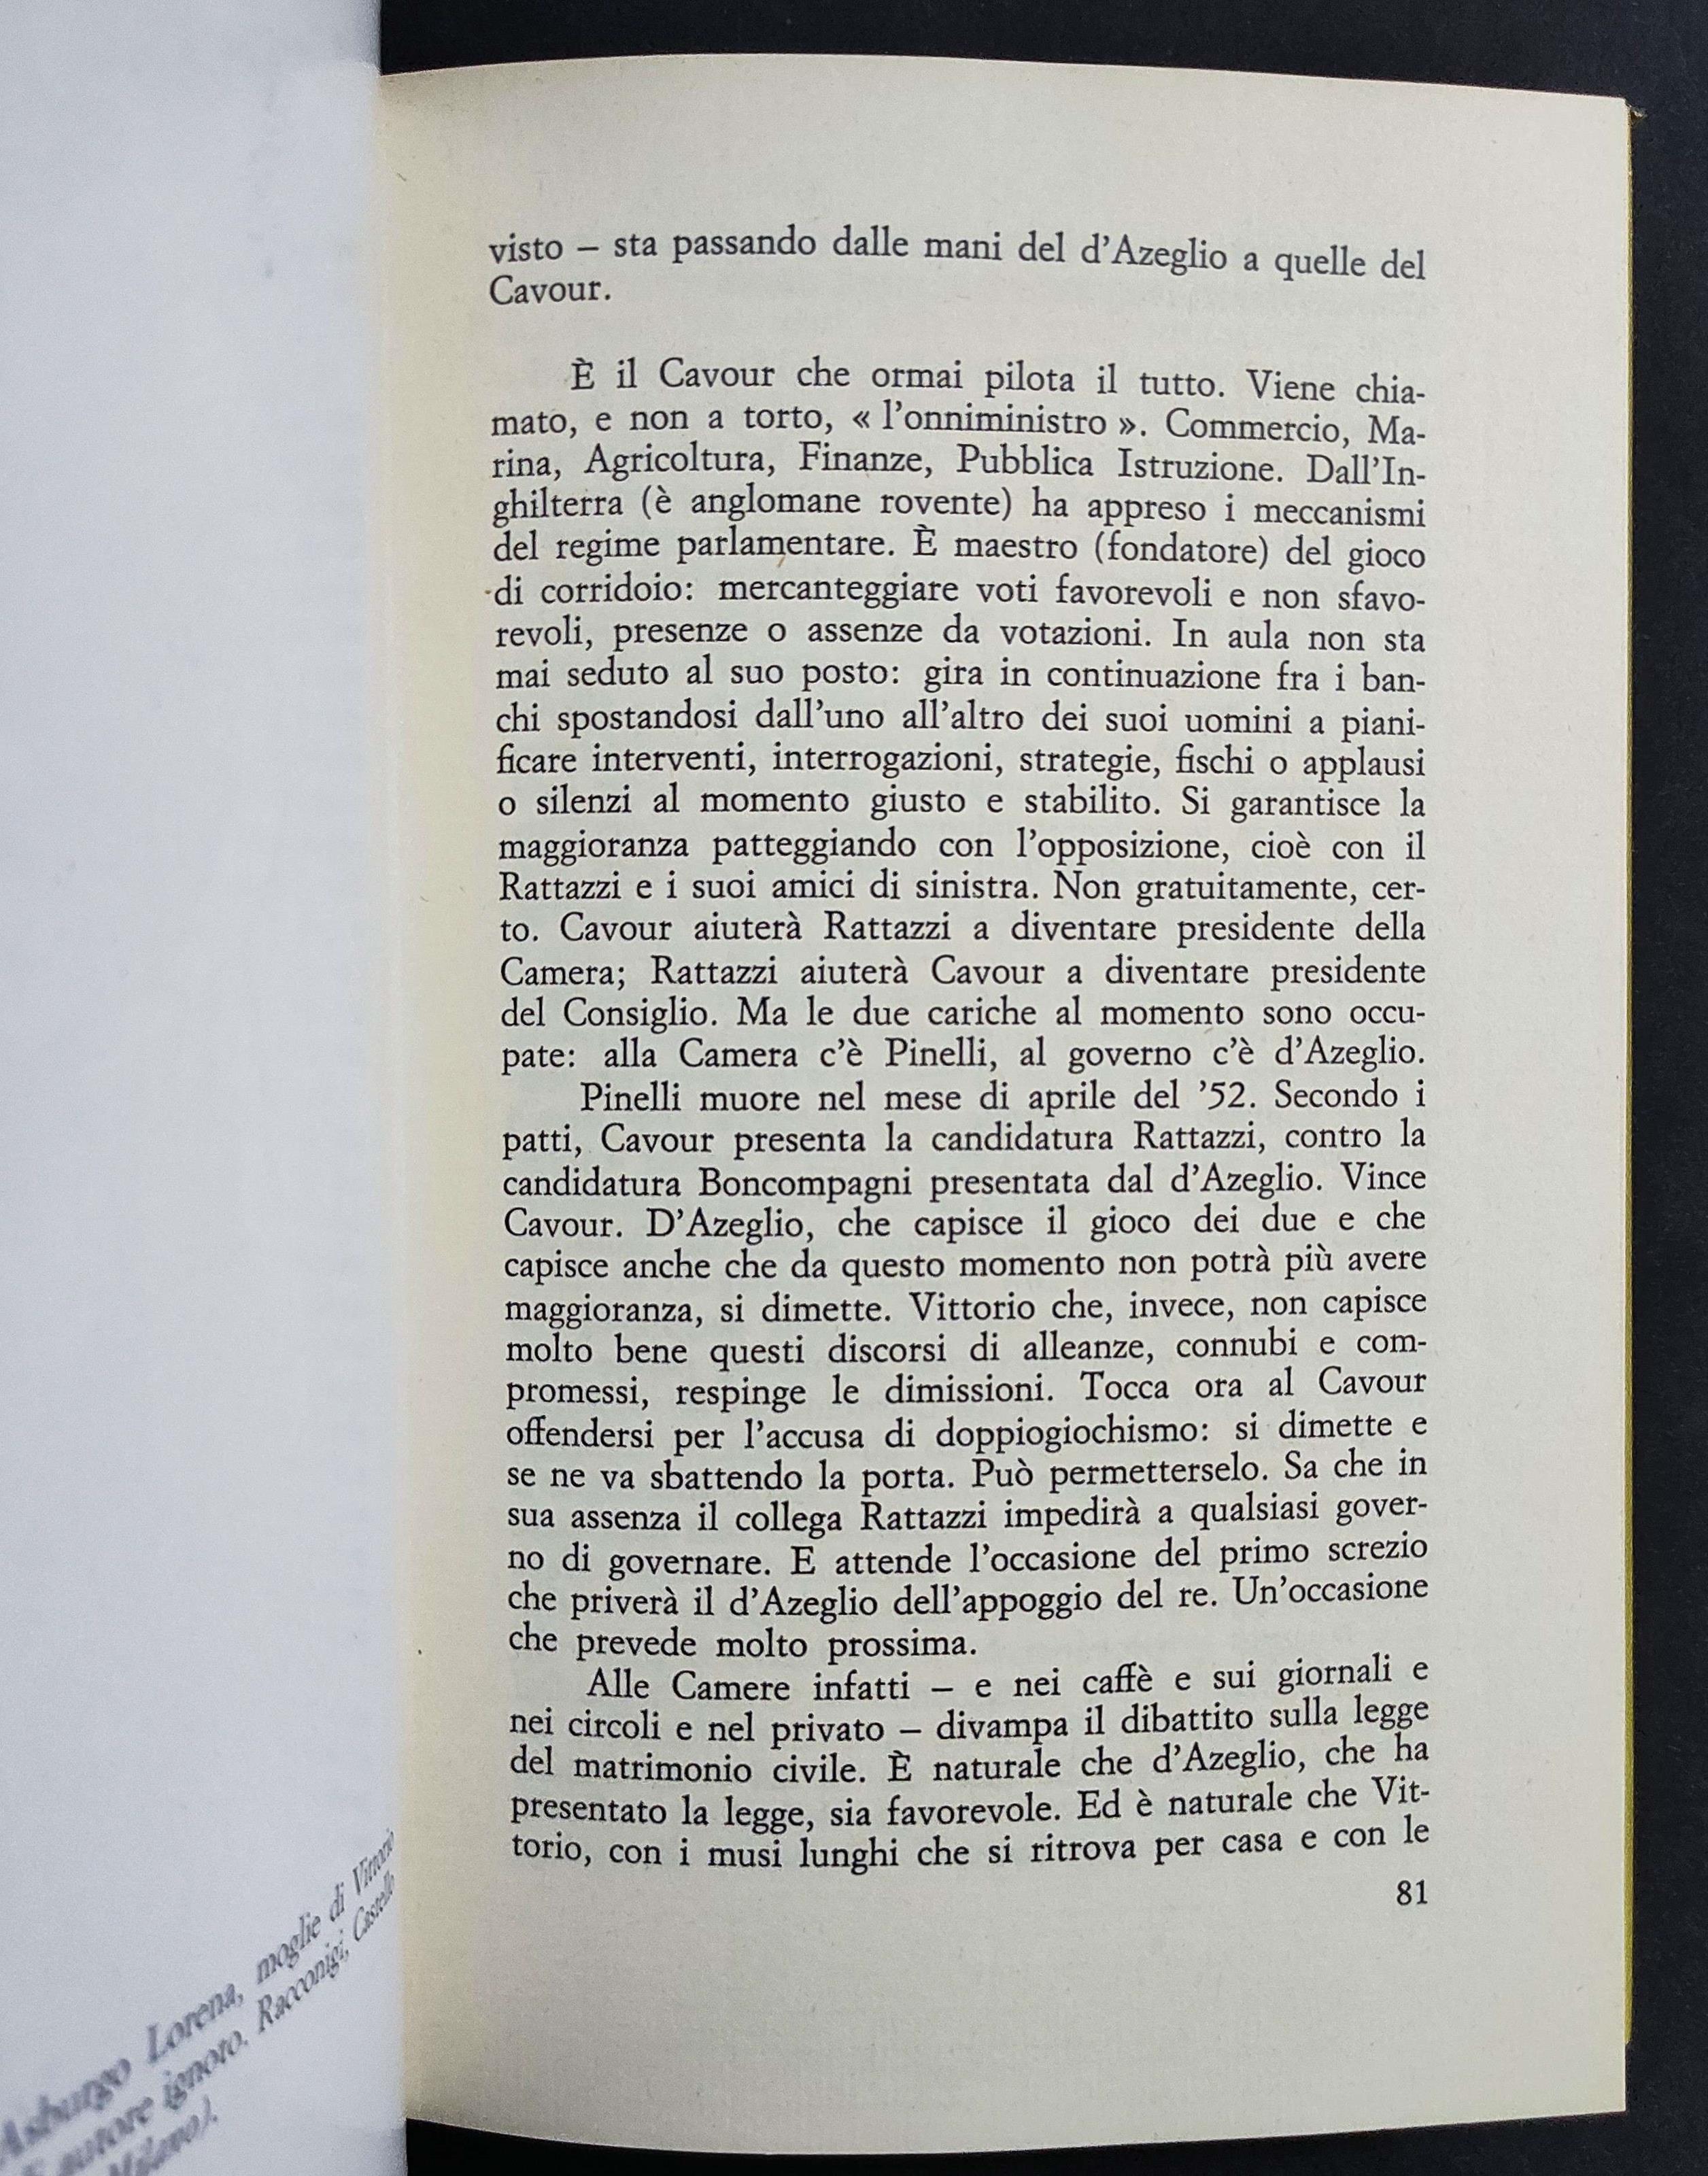 visto – sta passando dalle mani del d'Azeglio a quelle del
Cavour.
È il Cavour che ormai pilota il tutto. Viene chia-
mato, e non a torto, « l'onniministro ». Commercio, Ma-
rina, Agricoltura, Finanze, Pubblica Istruzione. Dall'In-
ghilterra (è anglomane rovente) ha appreso i meccanismi
del regime parlamentare. È maestro (fondatore) del gioco
di corridoio: mercanteggiare voti favorevoli e non sfavo-
revoli, presenze o assenze da votazioni. In aula non sta
mai seduto al suo posto: gira in continuazione fra i ban-
chi spostandosi dall'uno all'altro dei suoi uomini a piani-
ficare interventi, interrogazioni, strategie, fischi o applausi
o silenzi al momento giusto e stabilito. Si garantisce la
maggioranza patteggiando con l'opposizione, cioè con il
Rattazzi e i suoi amici di sinistra. Non gratuitamente, cer-
to. Cavour aiuterà Rattazzi a diventare presidente della
Camera; Rattazzi aiuterà Cavour a diventare presidente
del Consiglio. Ma le due cariche al momento sono occu-
pate: alla Camera c'è Pinelli, al governo c'è d'Azeglio.
Pinelli muore nel mese di aprile del '52. Secondo i
patti, Cavour presenta la candidatura Rattazzi, contro la
candidatura Boncompagni presentata dal d'Azeglio. Vince
Cavour. D'Azeglio, che capisce il gioco dei due e che
capisce anche che da questo momento non potrà più avere
maggioranza, si dimette. Vittorio che, invece, non capisce
molto bene questi discorsi di alleanze, connubi e com-
promessi, respinge le dimissioni. Tocca ora al Cavour
offendersi per l'accusa di doppiogiochismo: si dimette e
se ne va sbattendo la porta. Può permetterselo. Sa che in
sua assenza il collega Rattazzi impedirà a qualsiasi gover-
no di governare. E attende l'occasione del primo screzio
che priverà il d'Azeglio dell'appoggio del re. Un'occasione
che prevede molto prossima.
Alle Camere infatti – e nei caffè e sui giornali e
nei circoli e nel privato – divampa il dibattito sulla legge
del matrimonio civile. È naturale che d'Azeglio, che ha
presentato la legge, sia favorevole. Ed è naturale che Vit-
torio, con i musi lunghi che si ritrova per casa e con le
81
Asburgo Lorena, moglie di Vittorio
autore ignoto. Racconigi, Castello
Milano).